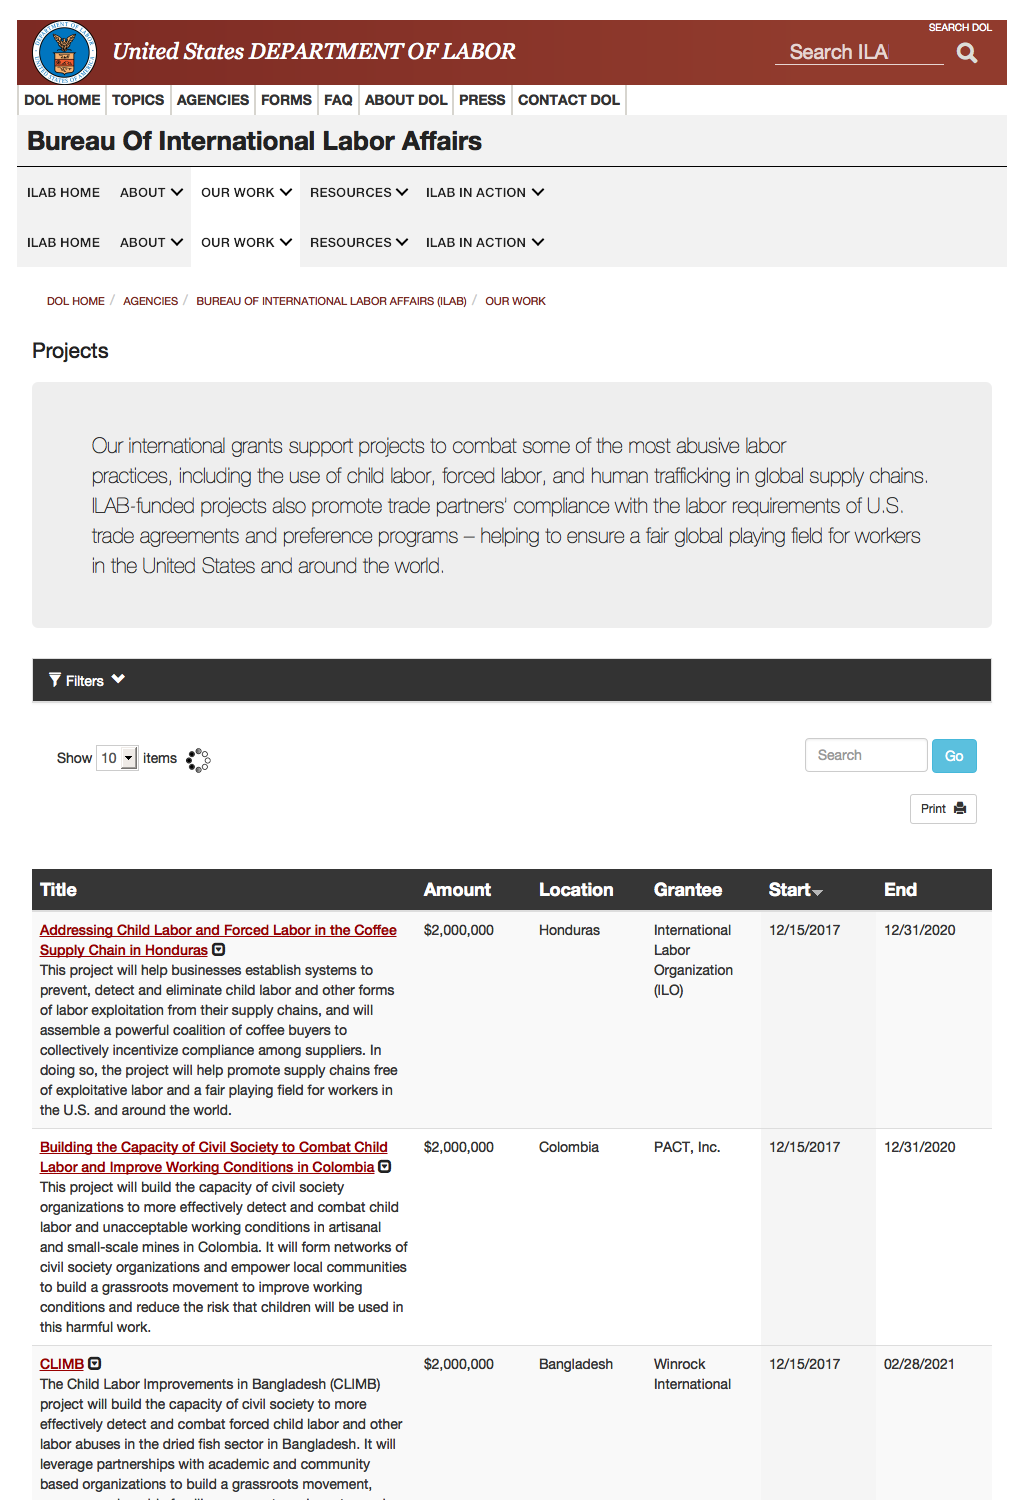 SEARCH DOL
United States DEPARTMENT OF LABOR
Search ILA
DOL HOME TOPICS AGENCIES FORMS FAQ ABOUT DOL PRESS CONTACT DOL
Bureau Of International Labor Affairs
ILAB HOME ABOUT OUR WORK RESOURCES ILAB IN ACTION
ILAB HOME ABOUT OUR WORK RESOURCES ILAB IN ACTION
DOL HOME / AGENCIES / BUREAU OF INTERNATIONAL LABOR AFFAIRS (ILAB) / OUR WORK
Projects
Our international grants support projects to combat some of the most abusive labor
practices, including the use of child labor, forced labor, and human trafficking in global supply chains.
ILAB-funded projects also promote trade partners' compliance with the labor requirements of U.S.
trade agreements and preference programs – helping to ensure a fair global playing field for workers
in the United States and around the world.
Filters
Show 10 items
Search Go
Print
Title Amount Location Grantee Start End
Addressing Child Labor and Forced Labor in the Coffee $2,000,000 Honduras International 12/15/2017 12/31/2020
Supply Chain in Honduras Labor
This project will help businesses establish systems to Organization
prevent, detect and eliminate child labor and other forms (ILO)
of labor exploitation from their supply chains, and will
assemble a powerful coalition of coffee buyers to
collectively incentivize compliance among suppliers. In
doing so, the project will help promote supply chains free
of exploitative labor and a fair playing field for workers in
the U.S. and around the world.
Building the Capacity of Civil Society to Combat Child $2,000,000 Colombia PACT, Inc. 12/15/2017 12/31/2020
Labor and Improve Working Conditions in Colombia
This project will build the capacity of civil society
organizations to more effectively detect and combat child
labor and unacceptable working conditions in artisanal
and small-scale mines in Colombia. It will form networks of
civil society organizations and empower local communities
to build a grassroots movement to improve working
conditions and reduce the risk that children will be used in
this harmful work.
CLIMB $2,000,000 Bangladesh Winrock 12/15/2017 02/28/2021
The Child Labor Improvements in Bangladesh (CLIMB) International
project will build the capacity of civil society to more
effectively detect and combat forced child labor and other
labor abuses in the dried fish sector in Bangladesh. It will
leverage partnerships with academic and community
based organizations to build a grassroots movement,